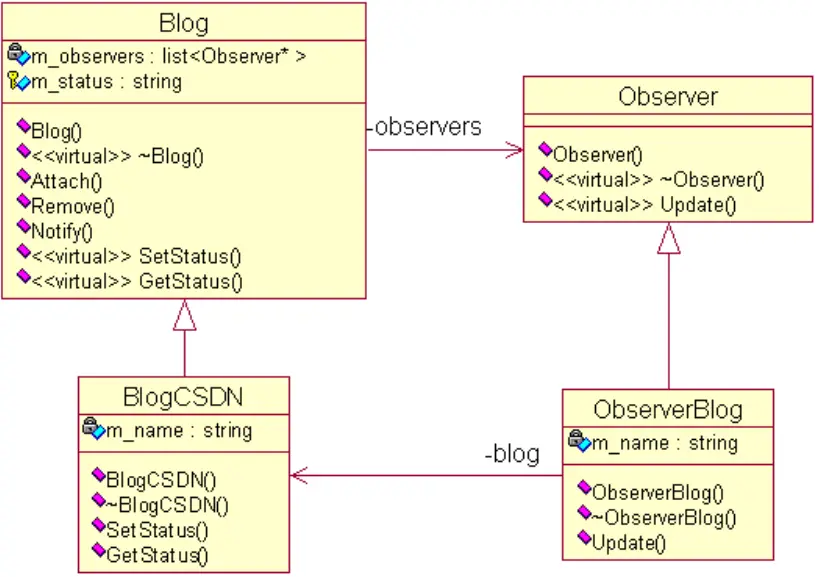 Blog
m_observers : list<Observer* >
m_status : string
Blog()
<<virtual>> ~Blog()
Attach()
Remove()
Notify()
<<virtual>> SetStatus()
<<virtual>> GetStatus()
-observers
Observer
Observer()
<<virtual>> ~Observer()
<<virtual>> Update()
BlogCSDN
m_name : string
BlogCSDN()
~BlogCSDN()
SetStatus()
GetStatus()
-blog
ObserverBlog
m_name : string
ObserverBlog()
~ObserverBlog()
Update()